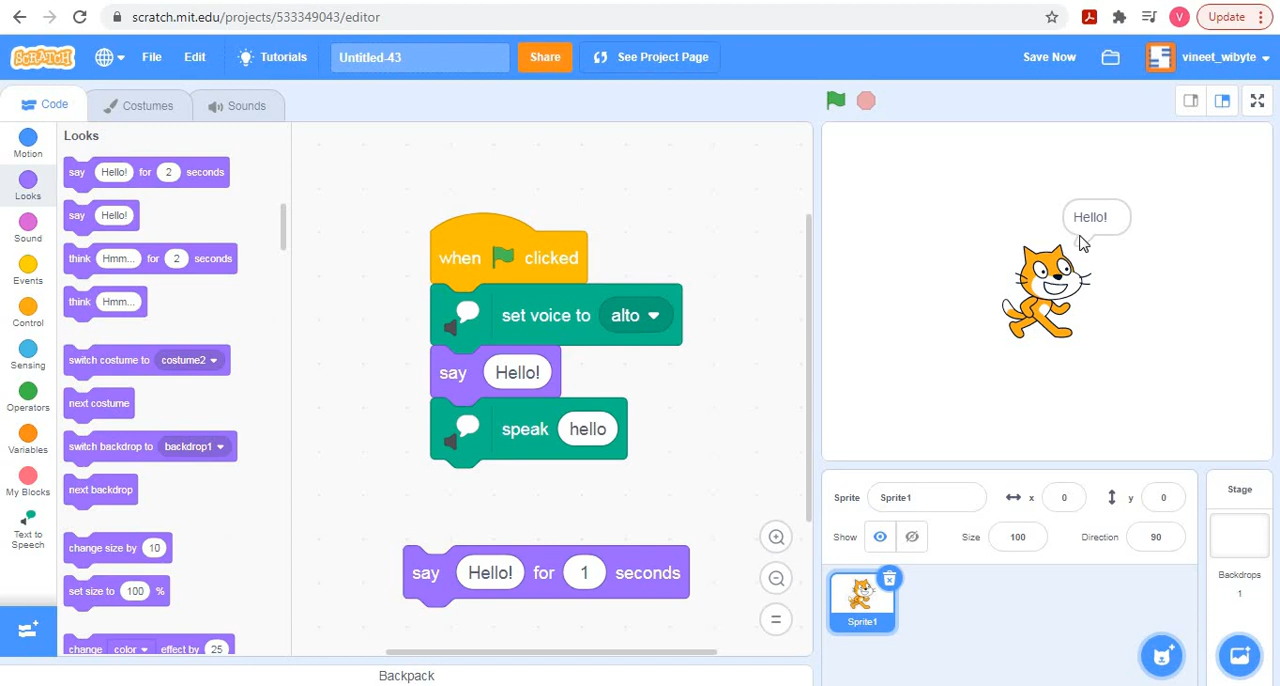 scratch.mit.edu/projects/533349043/editor
V
Update
SCRATCH
File
Edit
Tutorials
Untitled-43
Share
See Project Page
Save Now
vineet_wibyte
Code
Costumes
Sounds
Motion
Looks
Sound
Events
Control
Sensing
Operators
Variables
My Blocks
Text to
Speech
Looks
say Hello! for 2 seconds
say Hello!
think Hmm... for 2 seconds
think Hmm...
switch costume to costume2
next costume
switch backdrop to backdrop1
next backdrop
change size by 10
set size to 100 %
change color effect by 25
when clicked
set voice to alto
say Hello!
speak hello
say Hello! for 1 seconds
Backpack
Hello!
Sprite Sprite1 x 0 y 0
Show Size 100 Direction 90
Sprite1
Stage
Backdrops
1